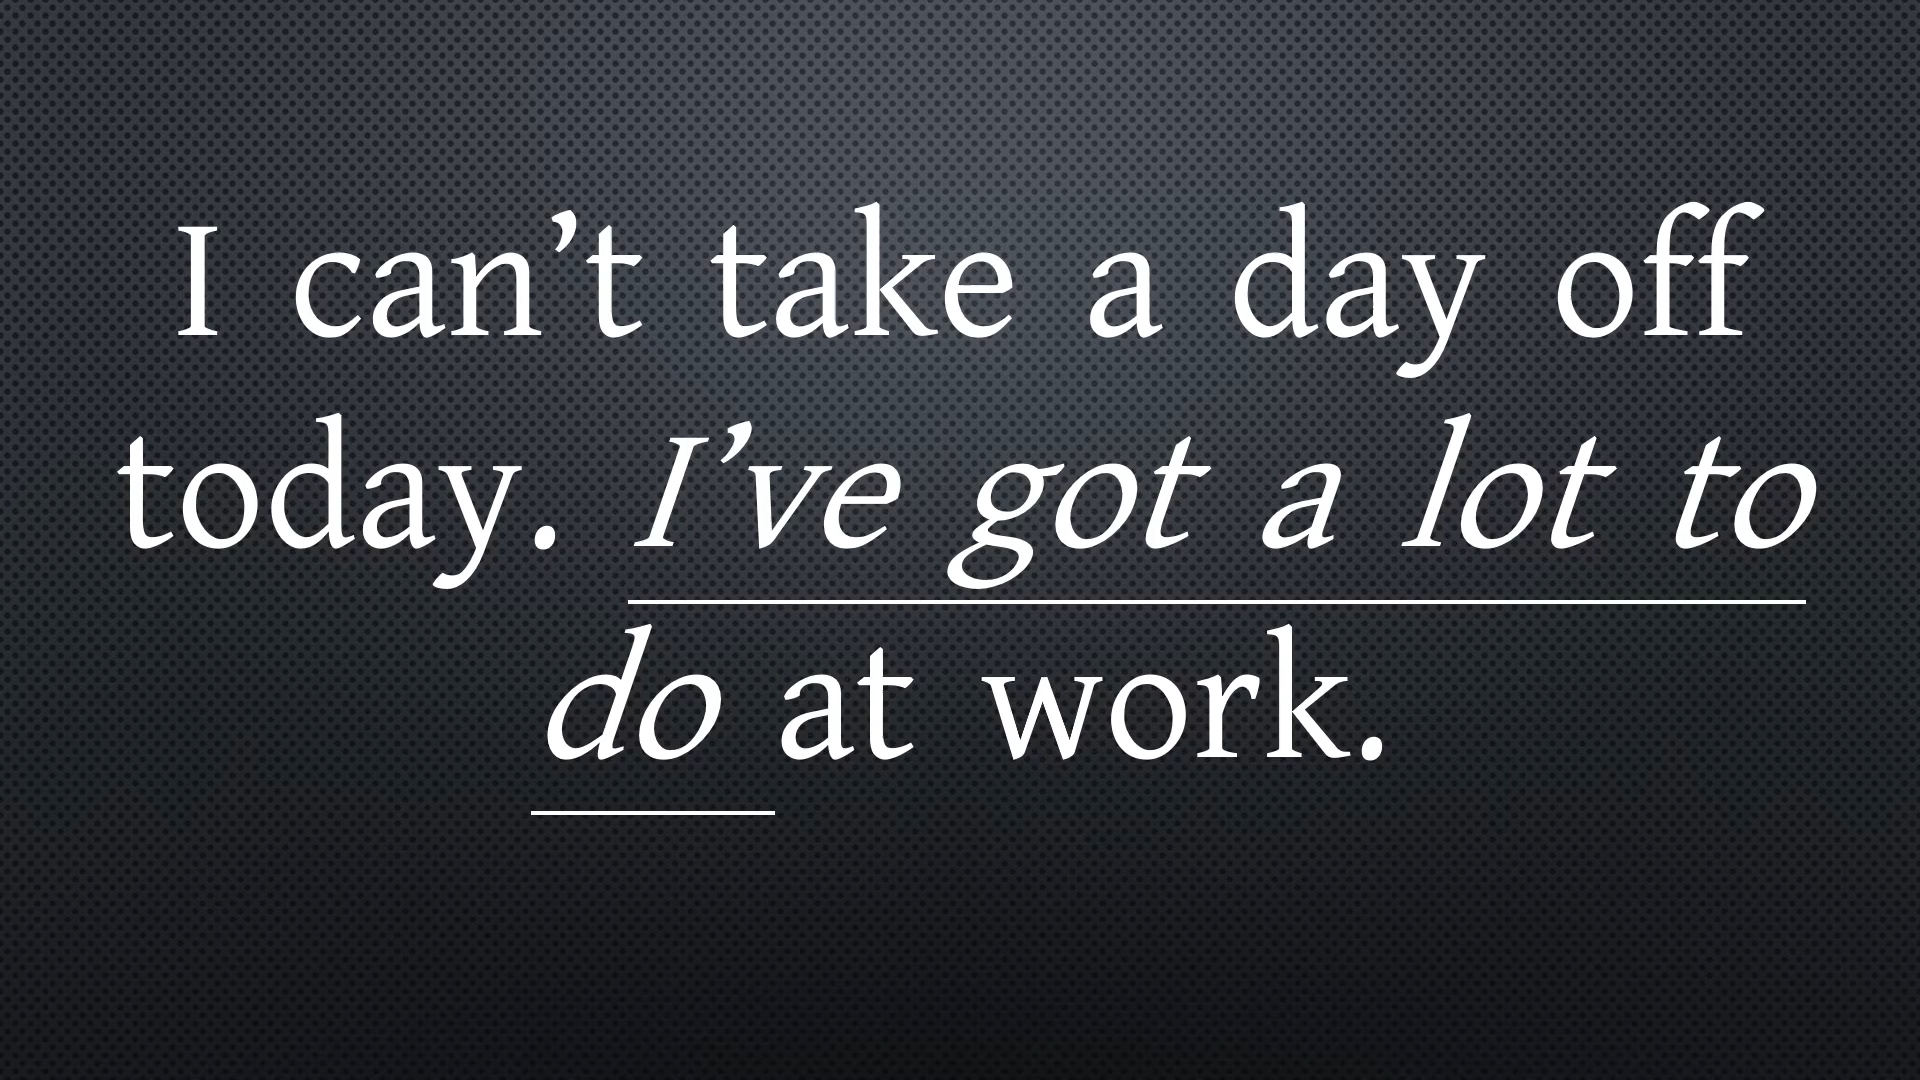 I can’t take a day off
today. I’ve got a lot to
do at work.